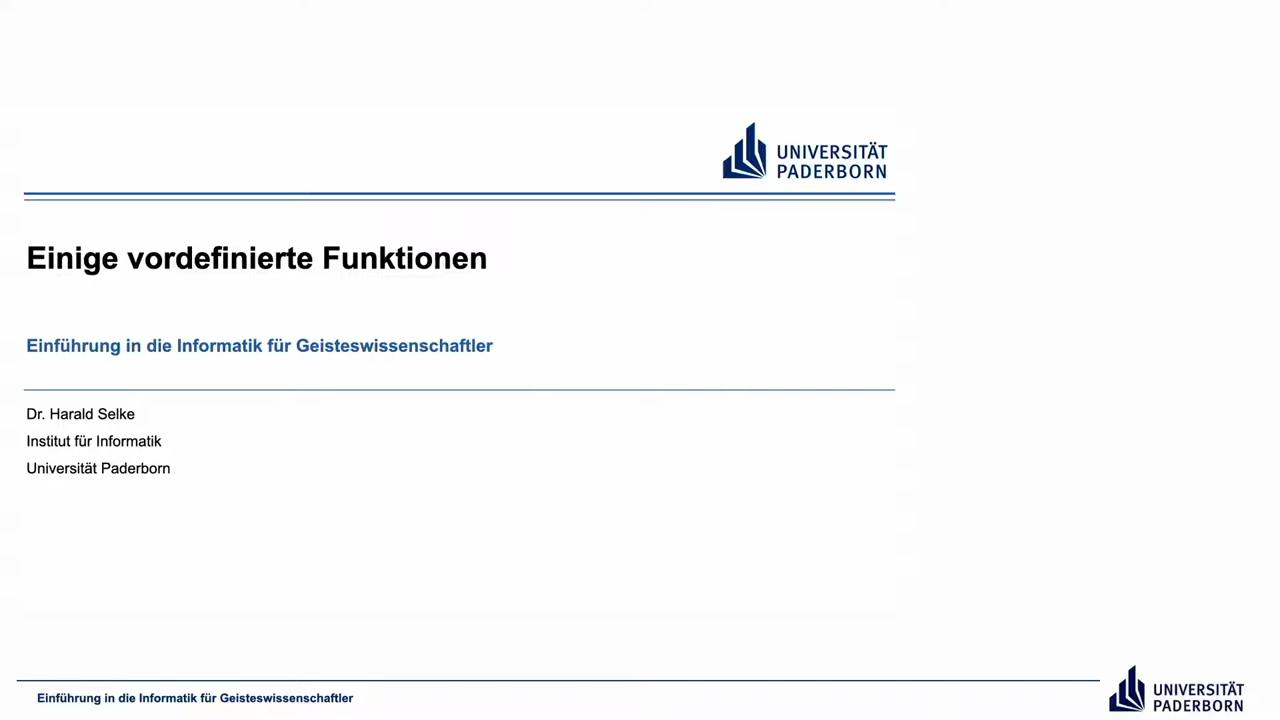 UNIVERSITÄT
PADERBORN
Einige vordefinierte Funktionen
Einführung in die Informatik für Geisteswissenschaftler
Dr. Harald Selke
Institut für Informatik
Universität Paderborn
Einführung in die Informatik für Geisteswissenschaftler
UNIVERSITÄT
PADERBORN